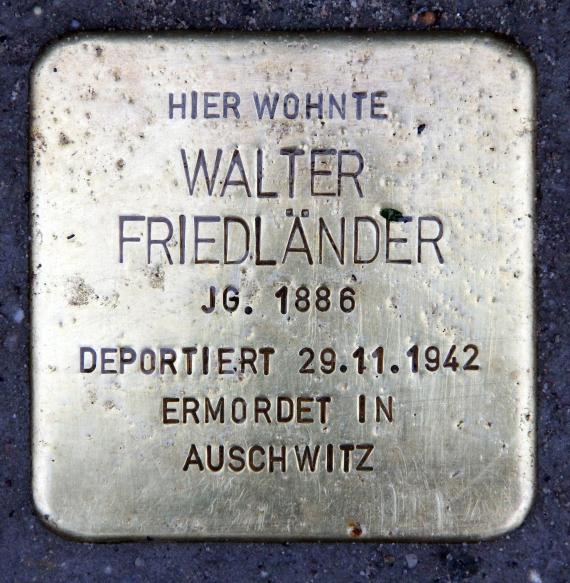 HIER WOHNTE
WALTER
FRIEDLÄNDER
JG. 1886
DEPORTIERT 29.11.1942
ERMORDET IN
AUSCHWITZ